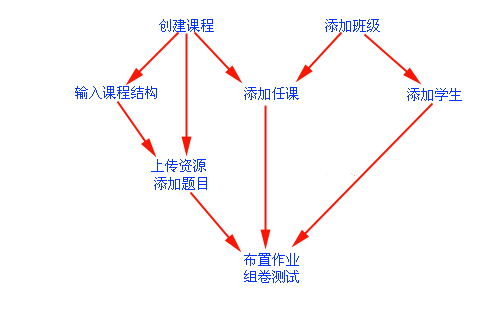 创建课程
添加班级
输入课程结构
添加任课
添加学生
上传资源
添加题目
布置作业
组卷测试